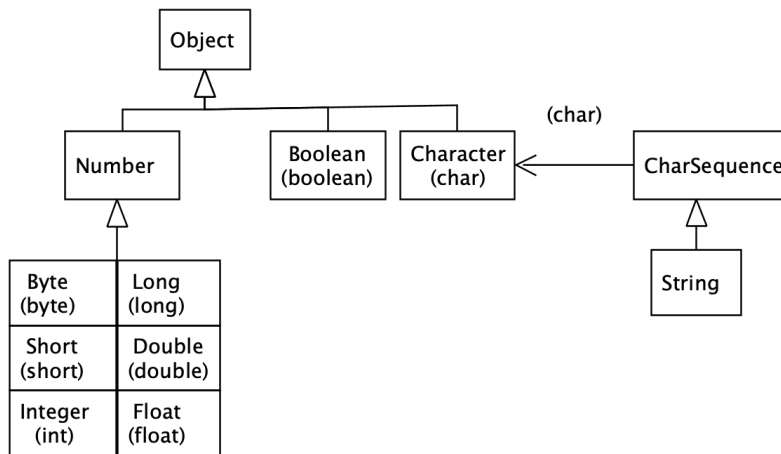 Object
(char)
Number
Boolean
(boolean)
Character
(char)
CharSequence
String
Byte
(byte)
Long
(long)
Short
(short)
Double
(double)
Integer
(int)
Float
(float)